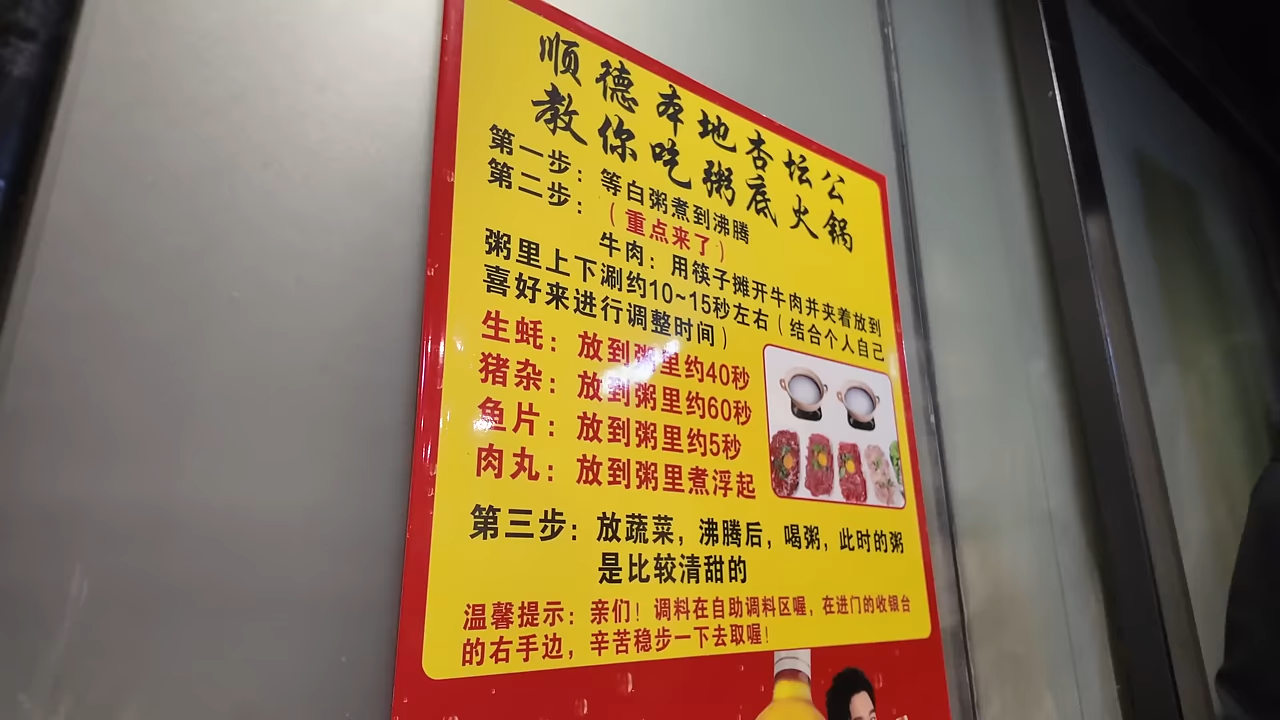 顺德本地杏坛公
教你吃粥底火锅
第一步：等白粥煮到沸腾
第二步：（重点来了）
牛肉：用筷子摊开牛肉并夹着放到
粥里上下涮约10~15秒左右（结合个人自己
喜好来进行调整时间）
生蚝：放到粥里约40秒
猪杂：放到粥里约60秒
鱼片：放到粥里约5秒
肉丸：放到粥里煮浮起
第三步：放蔬菜，沸腾后，喝粥，此时的粥
是比较清甜的
温馨提示：亲们！调料在自助调料区喔，在进门的收银台
的右手边，辛苦稳步一下去取喔！